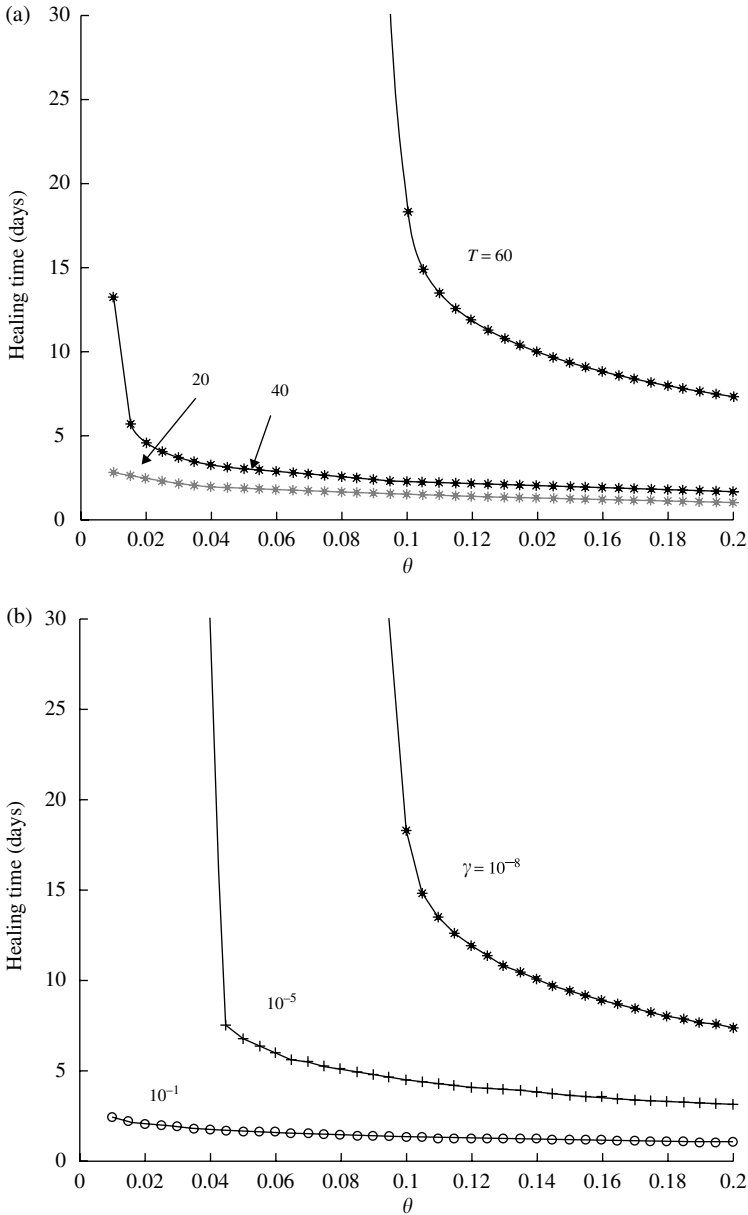 (a)
30
25
20
15
10
5
0
Healing time (days)
T = 60
20
40
0 0.02 0.04 0.06 0.08 0.1 0.12 0.02 0.16 0.18 0.2
θ
(b)
30
25
20
15
10
5
0
Healing time (days)
γ = 10⁻⁸
10⁻⁵
10⁻¹
0.02 0.04 0.06 0.08 0.1 0.12 0.14 0.16 0.18 0.2
θ